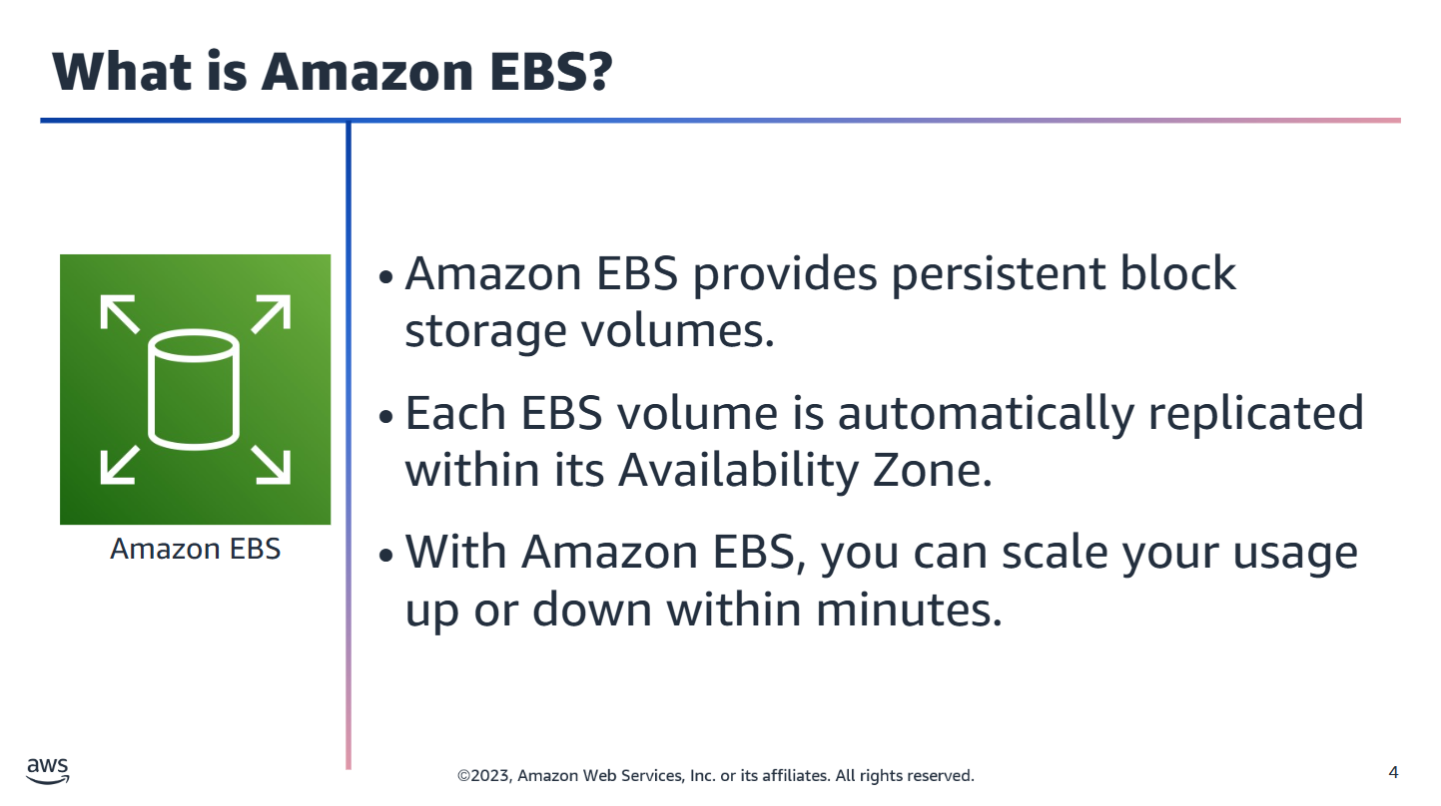 What is Amazon EBS?
Amazon EBS
• Amazon EBS provides persistent block
storage volumes.
• Each EBS volume is automatically replicated
within its Availability Zone.
• With Amazon EBS, you can scale your usage
up or down within minutes.
aws
©2023, Amazon Web Services, Inc. or its affiliates. All rights reserved.
4